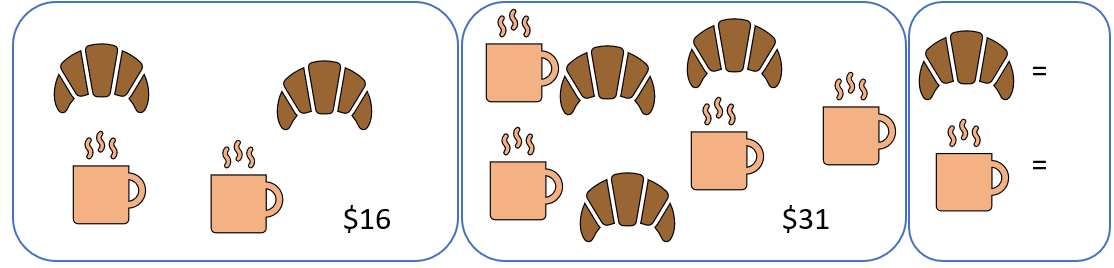 $16
$31
=
=